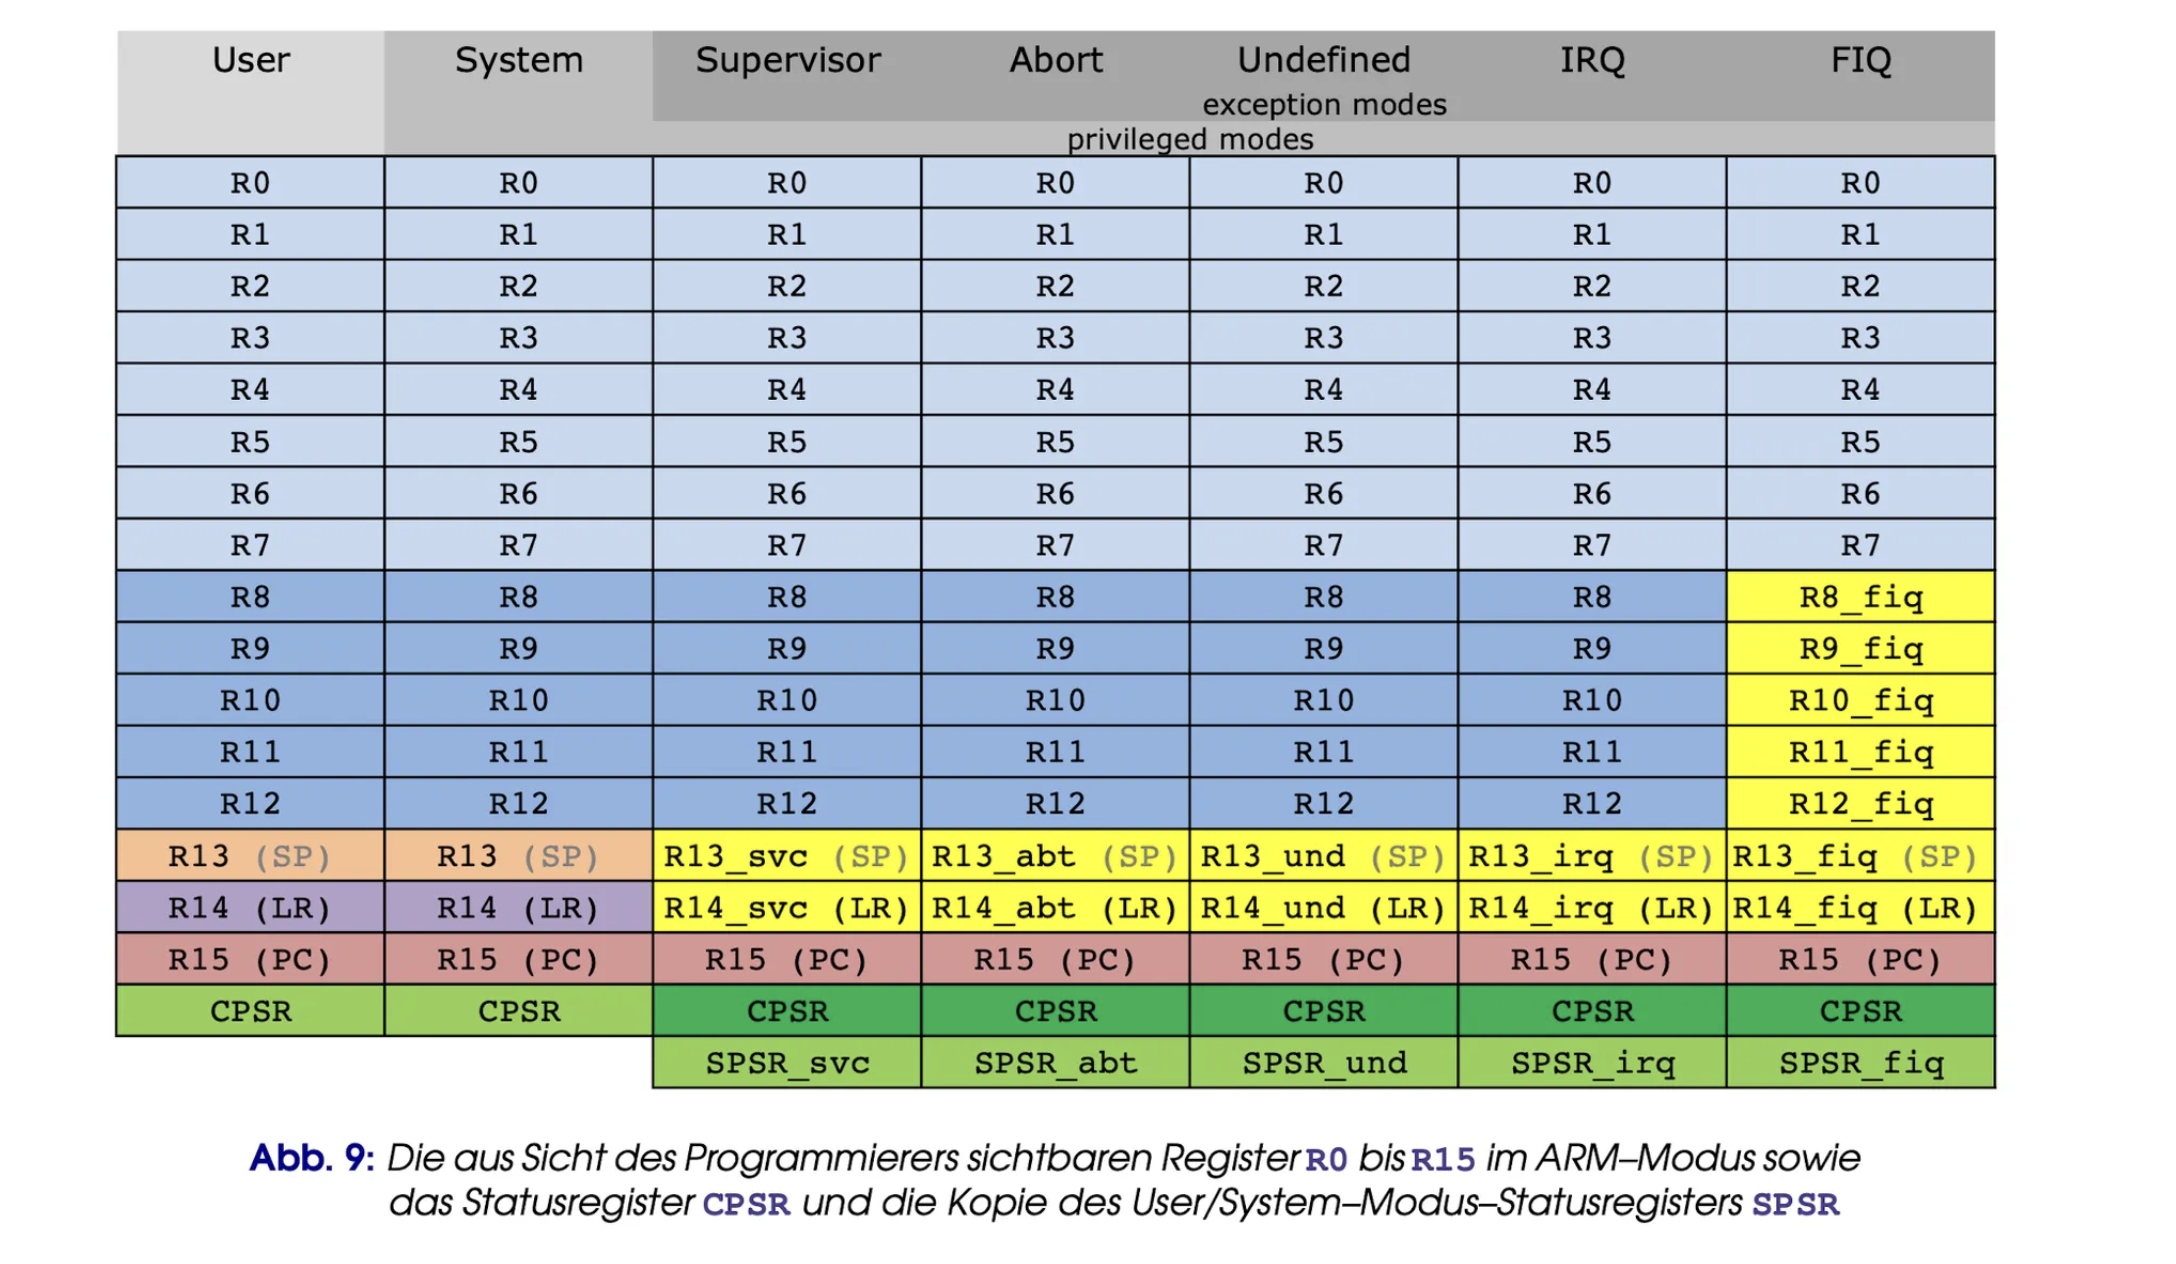 User System Supervisor Abort Undefined IRQ FIQ
exception modes
privileged modes
R0 R0 R0 R0 R0 R0 R0
R1 R1 R1 R1 R1 R1 R1
R2 R2 R2 R2 R2 R2 R2
R3 R3 R3 R3 R3 R3 R3
R4 R4 R4 R4 R4 R4 R4
R5 R5 R5 R5 R5 R5 R5
R6 R6 R6 R6 R6 R6 R6
R7 R7 R7 R7 R7 R7 R7
R8 R8 R8 R8 R8 R8 R8_fiq
R9 R9 R9 R9 R9 R9 R9_fiq
R10 R10 R10 R10 R10 R10 R10_fiq
R11 R11 R11 R11 R11 R11 R11_fiq
R12 R12 R12 R12 R12 R12 R12_fiq
R13 (SP) R13 (SP) R13_svc (SP) R13_abt (SP) R13_und (SP) R13_irq (SP) R13_fiq (SP)
R14 (LR) R14 (LR) R14_svc (LR) R14_abt (LR) R14_und (LR) R14_irq (LR) R14_fiq (LR)
R15 (PC) R15 (PC) R15 (PC) R15 (PC) R15 (PC) R15 (PC) R15 (PC)
CPSR CPSR CPSR CPSR CPSR CPSR CPSR
SPSR_svc SPSR_abt SPSR_und SPSR_irq SPSR_fiq
Abb. 9: Die aus Sicht des Programmierers sichtbaren Register R0 bis R15 im ARM–Modus sowie
das Statusregister CPSR und die Kopie des User/System–Modus–Statusregisters SPSR